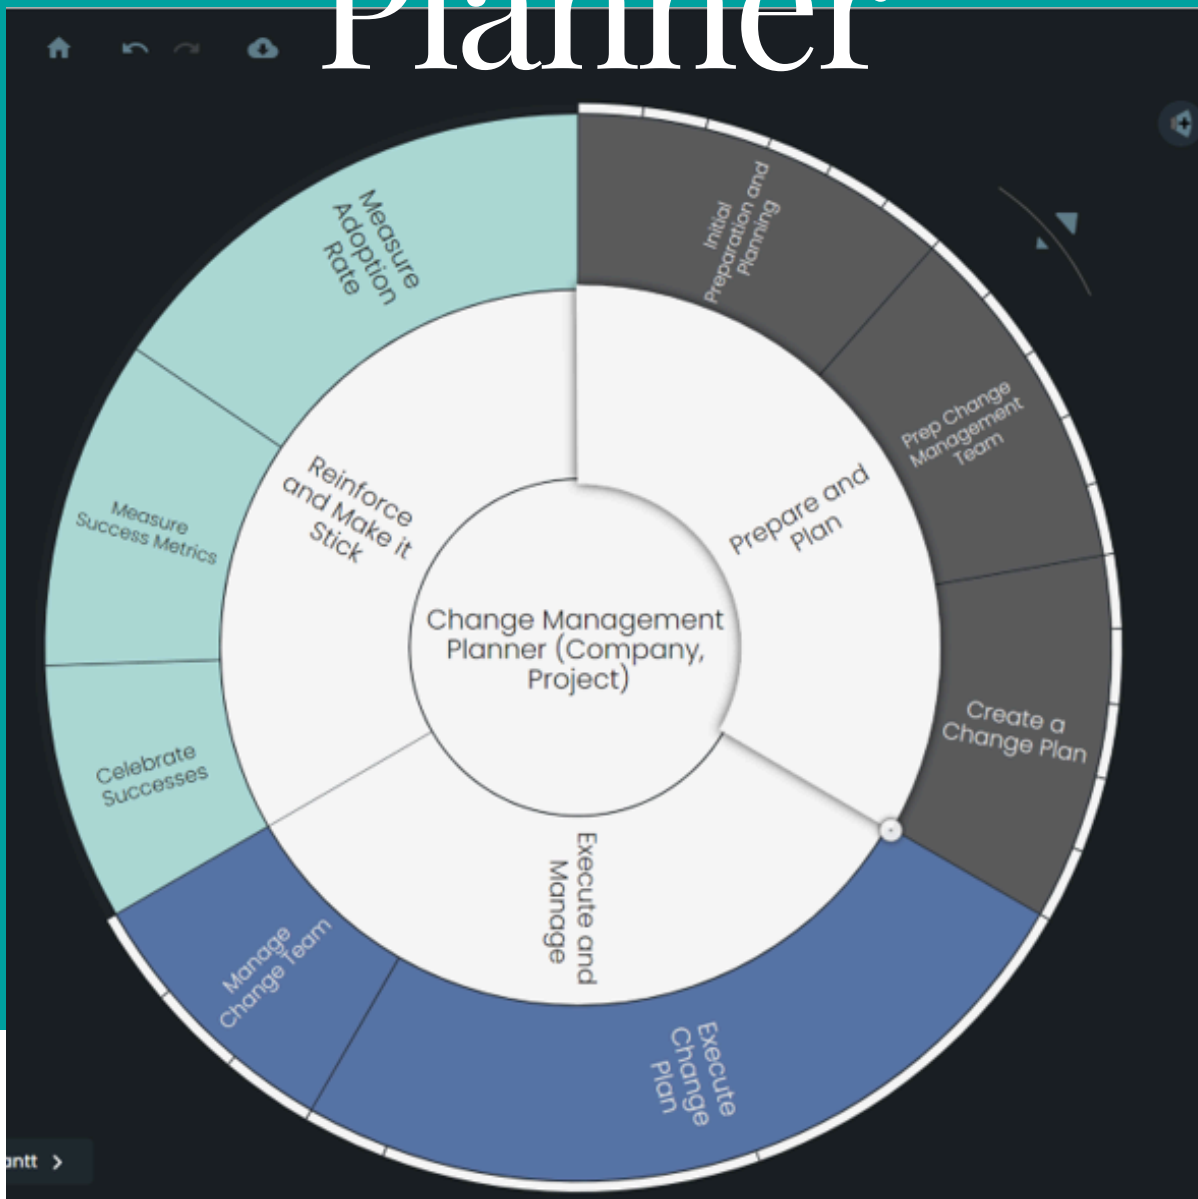 Planner
Initial
Preparation and
Planning
Prep Change
Management
Team
Create a
Change Plan
Prepare and
Plan
Measure
Adoption
Rate
Measure
Success Metrics
Celebrate
Successes
Reinforce
and Make it
Stick
Change Management
Planner (Company,
Project)
Execute and
Manage
Manage
Change Team
Execute
Change
Plan
antt